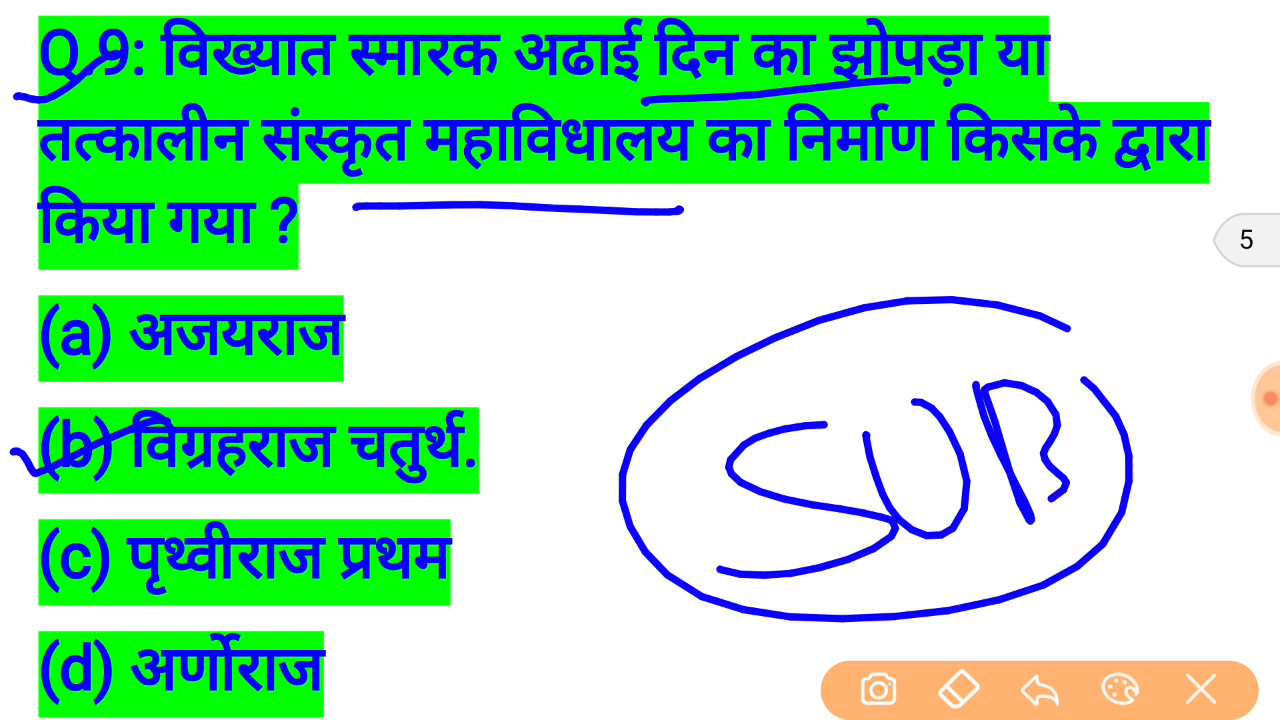 Q.9: विख्यात स्मारक अढाई दिन का झोपड़ा या
तत्कालीन संस्कृत महाविधालय का निर्माण किसके द्वारा
किया गया ?
5
(a) अजयराज
(b) विग्रहराज चतुर्थ.
SUB
(c) पृथ्वीराज प्रथम
(d) अर्णोराज